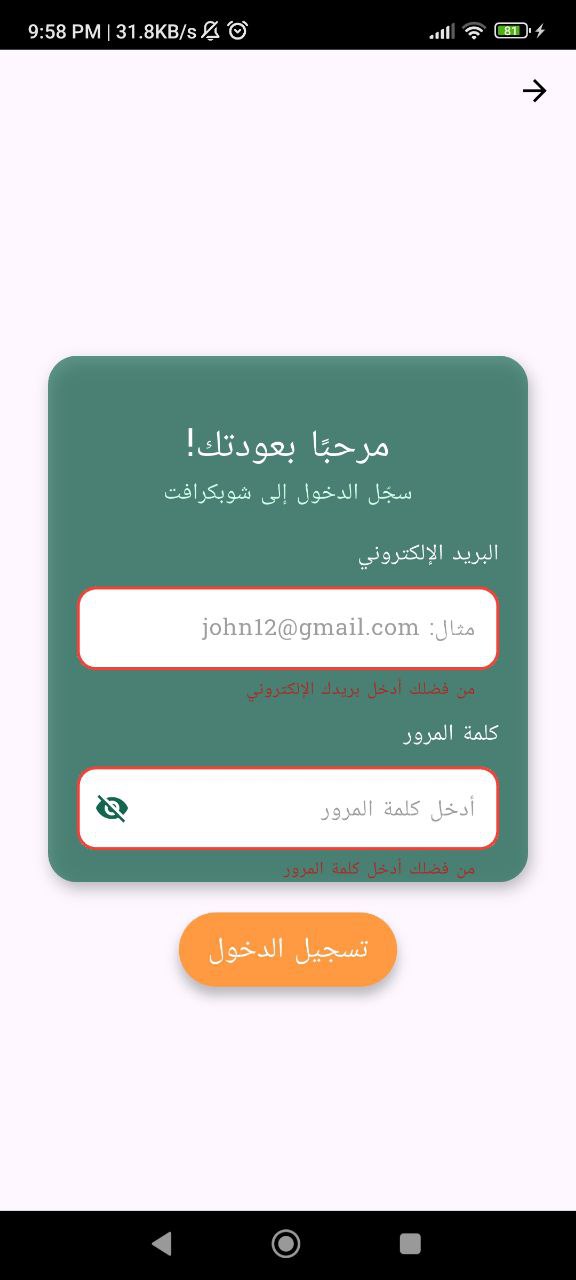 9:58 PM | 31.8KB/s
81
مرحبًا بعودتك!
سجّل الدخول إلى شوبكرافت
البريد الإلكتروني
مثال: john12@gmail.com
من فضلك أدخل بريدك الإلكتروني
كلمة المرور
أدخل كلمة المرور
من فضلك أدخل كلمة المرور
تسجيل الدخول